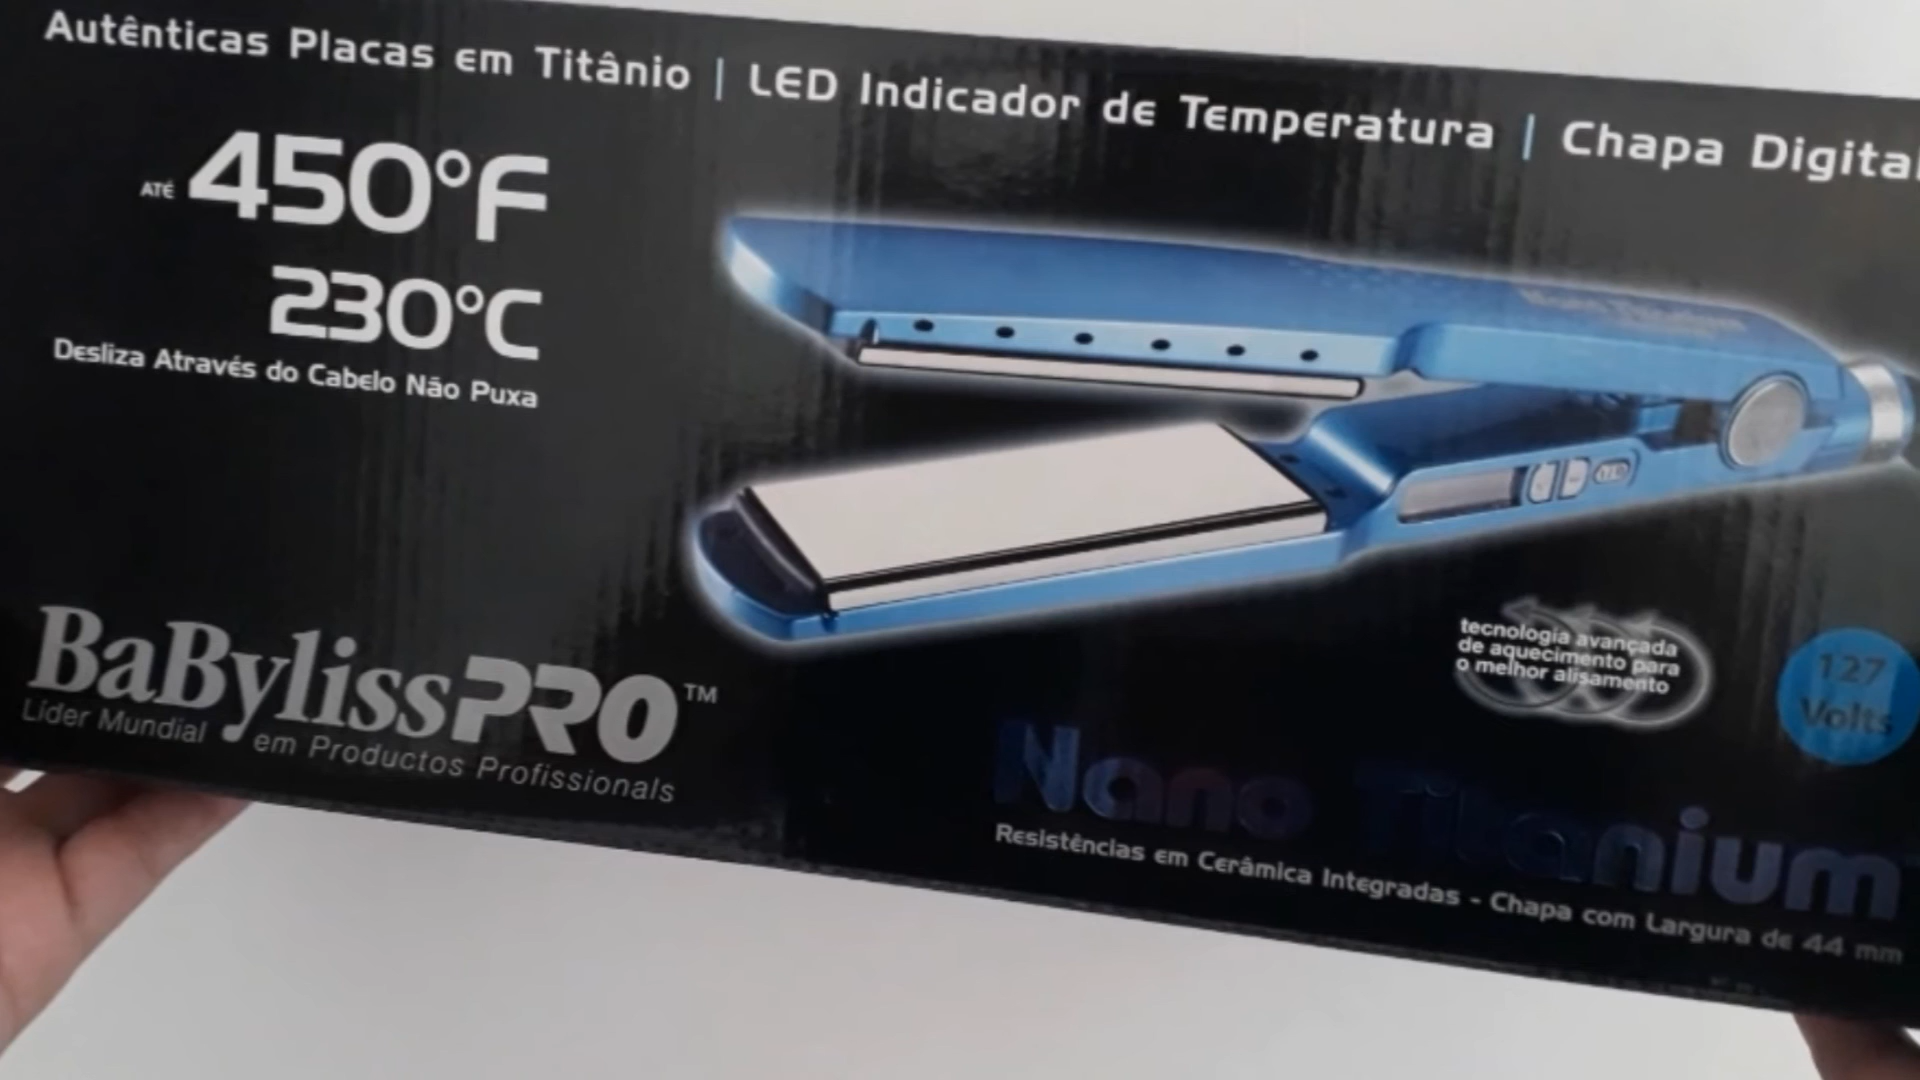 Autênticas Placas em Titânio | LED Indicador de Temperatura | Chapa Digital
ATÉ 450°F
230°C
Desliza Através do Cabelo Não Puxa
BaBylissPRO™
Líder Mundial em Productos Profissionals
tecnologia avançada
de aquecimento para
o melhor alisamento
127
Volts
Nano Titanium
Resistências em Cerâmica Integradas - Chapa com Largura de 44 mm